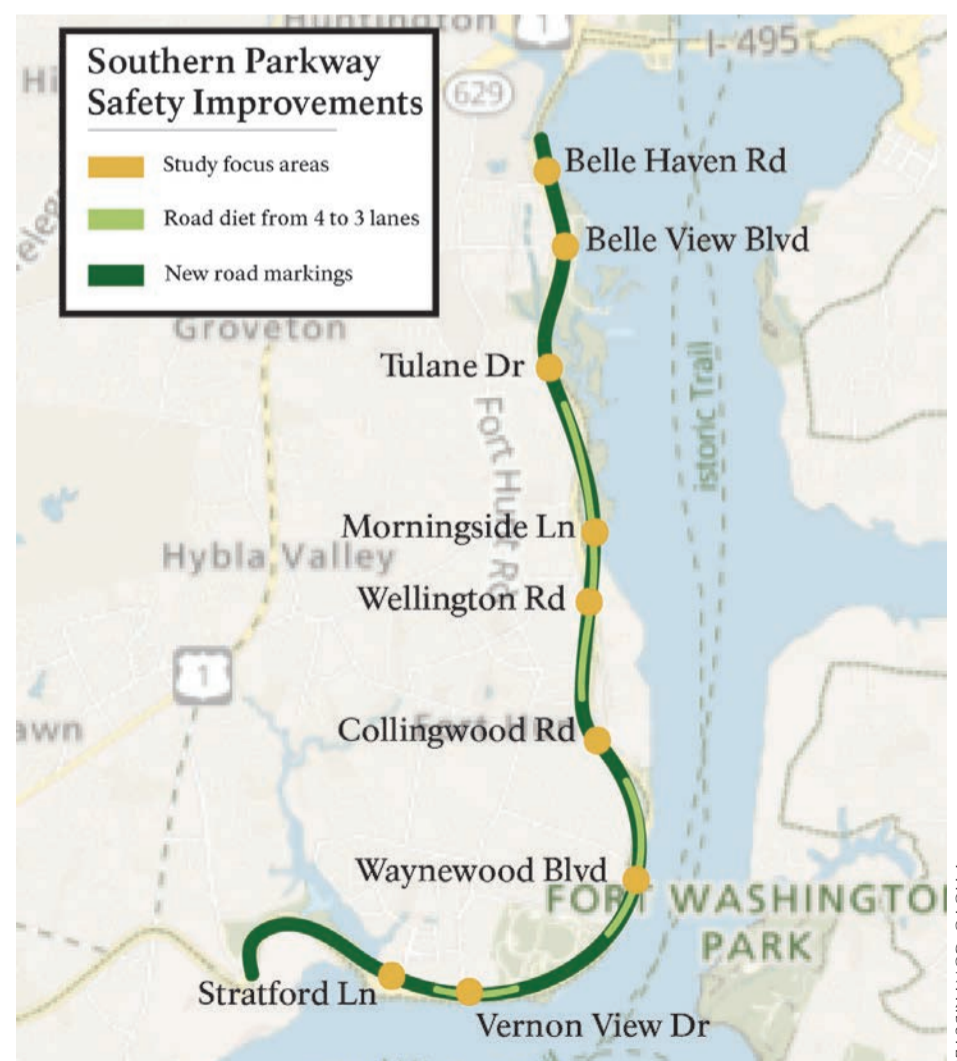 Huntington
1
I-495
Southern Parkway
Safety Improvements
629
Study focus areas
Belle Haven Rd
Road diet from 4 to 3 lanes
Belle View Blvd
New road markings
Groveton
Tulane Dr
istoric Trail
Fort Hunt Rd
Morningside Ln
Hybla Valley
Wellington Rd
1
awn
Collingwood Rd
Waynewood Blvd
FORT WASHINGTO
PARK
Stratford Ln
Vernon View Dr